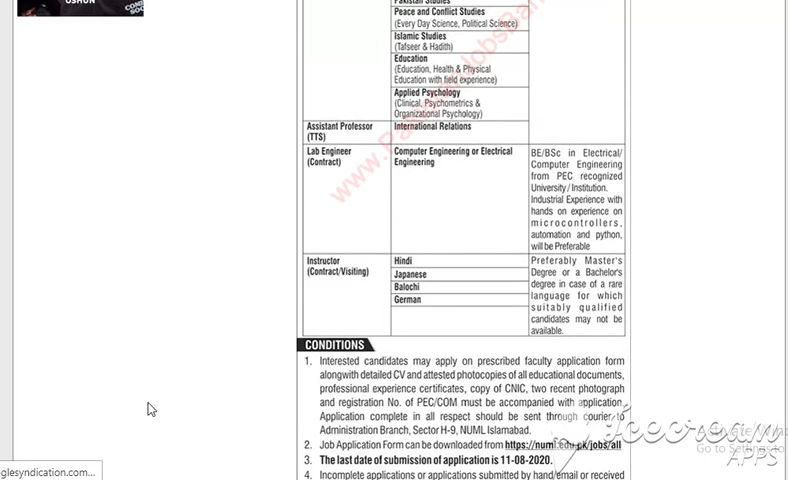 OSHUN
Pakistan Studies
Peace and Conflict Studies
(Every Day Science, Political Science)
Islamic Studies
(Tafseer & Hadith)
Education
(Education, Health & Physical
Education with field experience)
Applied Psychology
(Clinical, Psychometrics &
Organizational Psychology)
Assistant Professor
(TTS)
International Relations
Lab Engineer
(Contract)
Computer Engineering or Electrical
Engineering
BE/BSc in Electrical/
Computer Engineering
from PEC recognized
University/Institution.
Industrial Experience with
hands on experience on
microcontrollers,
automation and python,
will be Preferable
Instructor
(Contract/Visiting)
Hindi
Japanese
Balochi
German
Preferably Master's
Degree or a Bachelor's
degree in case of a rare
language for which
suitably qualified
candidates may not be
available.
CONDITIONS
1. Interested candidates may apply on prescribed faculty application form
alongwith detailed CV and attested photocopies of all educational documents,
professional experience certificates, copy of CNIC, two recent photograph
and registration No. of PEC/COM must be accompanied with application.
Application complete in all respect should be sent through courier to
Administration Branch, Sector H-9, NUML Islamabad.
2. Job Application Form can be downloaded from https://numl.edu.pk/jobs/all
3. The last date of submission of application is 11-08-2020.
4. Incomplete applications or applications submitted by hand/email or received
glesyndication.com...
Icecream
APPS
Activate Win
Go to Settings to